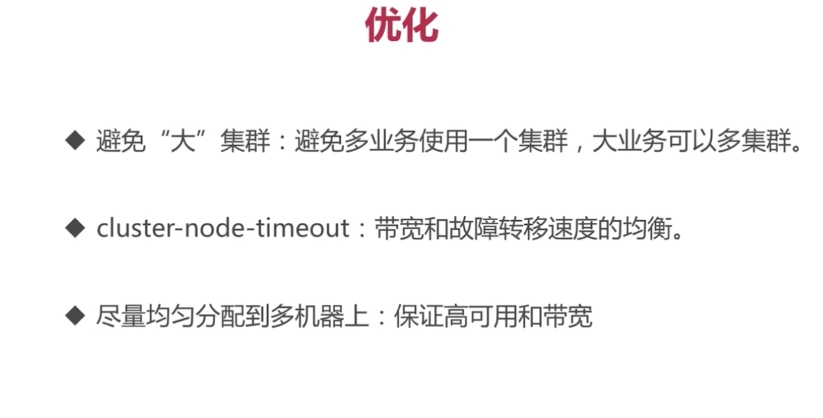 优化
◆ 避免“大”集群：避免多业务使用一个集群，大业务可以多集群。
◆ cluster-node-timeout：带宽和故障转移速度的均衡。
◆ 尽量均匀分配到多机器上：保证高可用和带宽